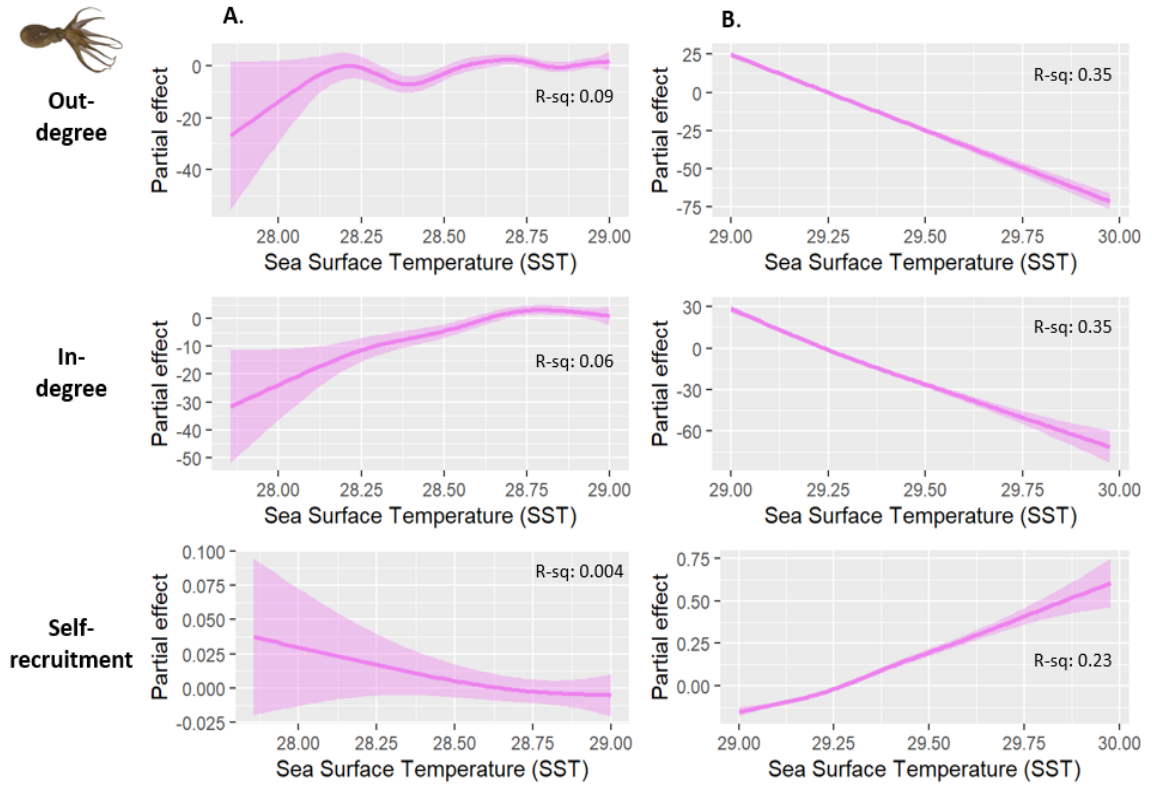 A.
B.
Out-
degree
Partial effect
0
-20
-40
R-sq: 0.09
28.00 28.25 28.50 28.75 29.00
Sea Surface Temperature (SST)
Partial effect
25
0
-25
-50
-75
R-sq: 0.35
29.00 29.25 29.50 29.75 30.00
Sea Surface Temperature (SST)
In-
degree
Partial effect
0
-10
-20
-30
-40
-50
R-sq: 0.06
28.00 28.25 28.50 28.75 29.00
Sea Surface Temperature (SST)
Partial effect
30
0
-30
-60
R-sq: 0.35
29.00 29.25 29.50 29.75 30.00
Sea Surface Temperature (SST)
Self-
recruitment
Partial effect
0.100
0.075
0.050
0.025
0.000
-0.025
R-sq: 0.004
28.00 28.25 28.50 28.75 29.00
Sea Surface Temperature (SST)
Partial effect
0.75
0.50
0.25
0.00
R-sq: 0.23
29.00 29.25 29.50 29.75 30.00
Sea Surface Temperature (SST)